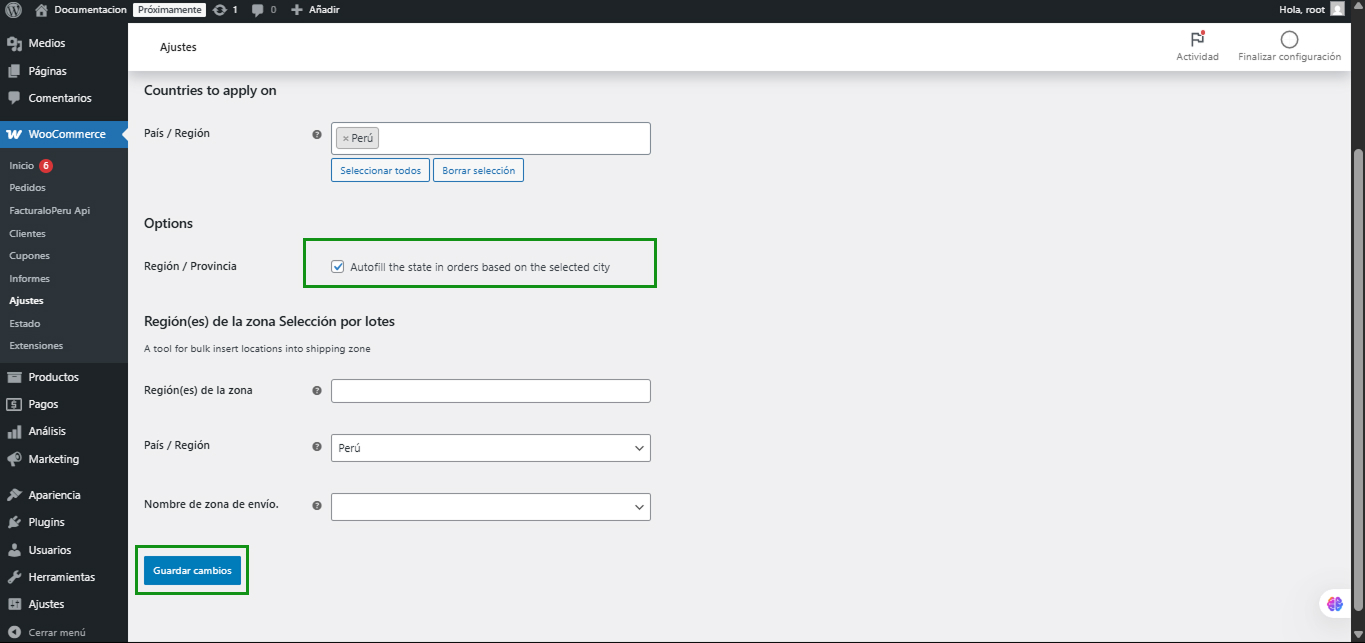 Documentacion Próximamente 1 0 Añadir Hola, root
Medios
Páginas
Comentarios
WooCommerce
Inicio 6
Pedidos
FacturaloPeru Api
Clientes
Cupones
Informes
Ajustes
Estado
Extensiones
Productos
Pagos
Análisis
Marketing
Apariencia
Plugins
Usuarios
Herramientas
Ajustes
Cerrar menú
Ajustes
Actividad
Finalizar configuración
Countries to apply on
País / Región
× Perú
Seleccionar todos Borrar selección
Options
Región / Provincia
Autofill the state in orders based on the selected city
Región(es) de la zona Selección por lotes
A tool for bulk insert locations into shipping zone
Región(es) de la zona
País / Región
Perú
Nombre de zona de envío.
Guardar cambios